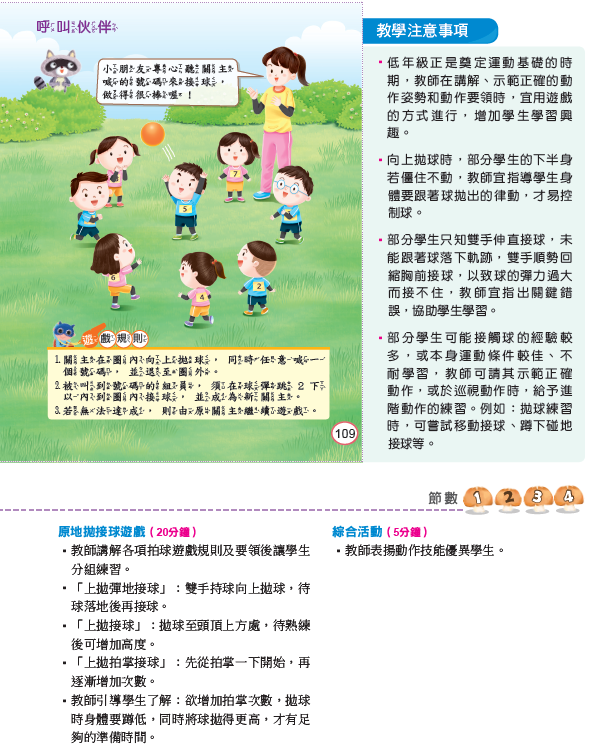 呼叫伙伴
小朋友專心聽關主
喊的號碼來接球，
做得很棒喔！
7
5
6
4
2
遊戲規則
1. 關主在圈內向上拋球， 同時任意喊一
個號碼， 並退至圈外。
2. 被叫到號碼的組員， 須在球彈跳 2 下
以內到圈內接球， 並成為新關主。
3. 若無法達成， 則由原關主繼續遊戲。
109
教學注意事項
・低年級正是奠定運動基礎的時
期，教師在講解、示範正確的動
作姿勢和動作要領時，宜用遊戲
的方式進行，增加學生學習興
趣。
・向上拋球時，部分學生的下半身
若僵住不動，教師宜指導學生身
體要跟著球拋出的律動，才易控
制球。
・部分學生只知雙手伸直接球，未
能跟著球落下軌跡，雙手順勢回
縮胸前接球，以致球的彈力過大
而接不住，教師宜指出關鍵錯
誤，協助學生學習。
・部分學生可能接觸球的經驗較
多，或本身運動條件較佳、不
耐學習，教師可請其示範正確
動作，或於巡視動作時，給予進
階動作的練習。例如：拋球練習
時，可嘗試移動接球、蹲下碰地
接球等。
節數 1 2 3 4
原地拋接球遊戲（20分鐘）
・教師講解各項拍球遊戲規則及要領後讓學生
分組練習。
・「上拋彈地接球」：雙手持球向上拋球，待
球落地後再接球。
・「上拋接球」：拋球至頭頂上方處，待熟練
後可增加高度。
・「上拋拍掌接球」：先從拍掌一下開始，再
逐漸增加次數。
・教師引導學生了解：欲增加拍掌次數，拋球
時身體要蹲低，同時將球拋得更高，才有足
夠的準備時間。
綜合活動（5分鐘）
・教師表揚動作技能優異學生。